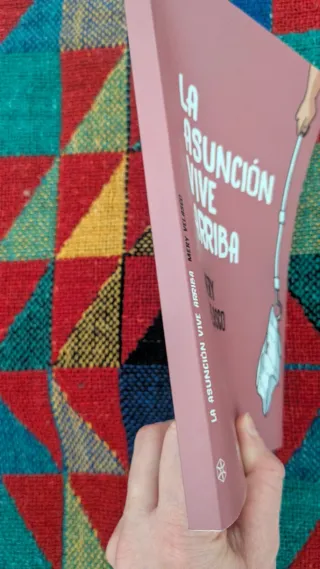 LA
ASUNCIÓN
VIVE
ARRIBA
LA ASUNCIÓN VIVE ARRIBA